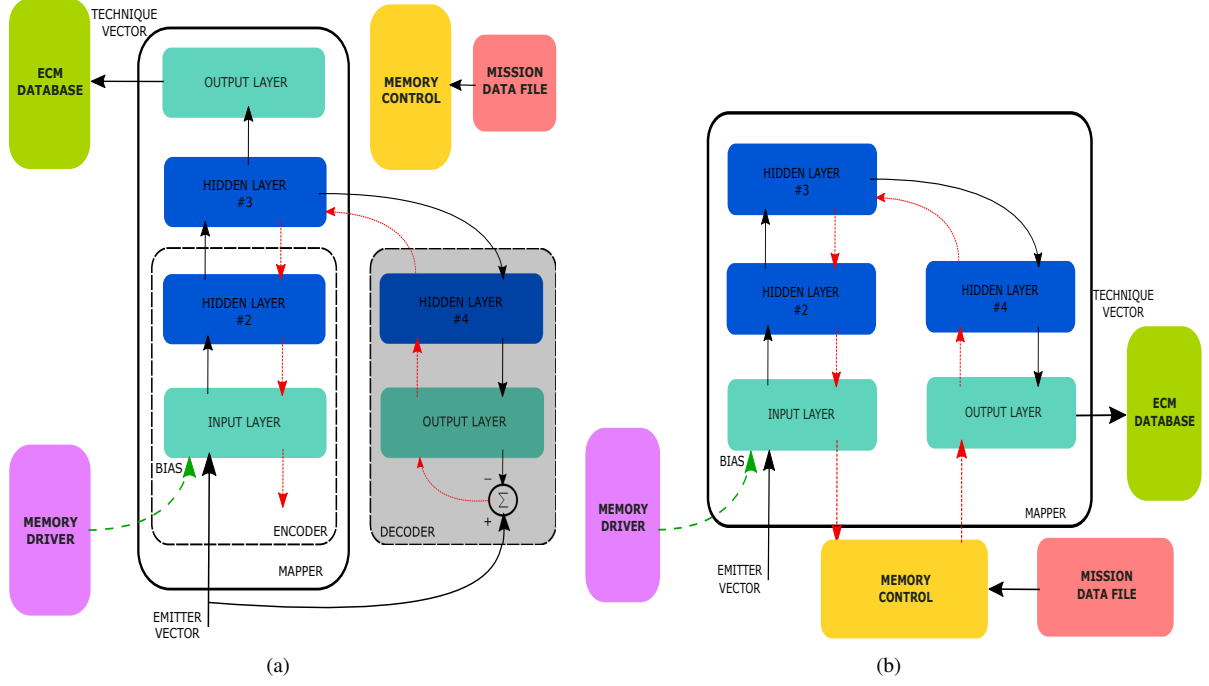 TECHNIQUE
VECTOR
ECM
DATABASE
OUTPUT LAYER
MEMORY
CONTROL
MISSION
DATA FILE
HIDDEN LAYER
#3
HIDDEN LAYER
#2
HIDDEN LAYER
#4
INPUT LAYER
OUTPUT LAYER
BIAS
−
Σ
+
MEMORY
DRIVER
ENCODER
DECODER
MAPPER
EMITTER
VECTOR
(a)
HIDDEN LAYER
#3
HIDDEN LAYER
#2
HIDDEN LAYER
#4
TECHNIQUE
VECTOR
INPUT LAYER
OUTPUT LAYER
ECM
DATABASE
BIAS
MEMORY
DRIVER
MAPPER
EMITTER
VECTOR
MEMORY
CONTROL
MISSION
DATA FILE
(b)